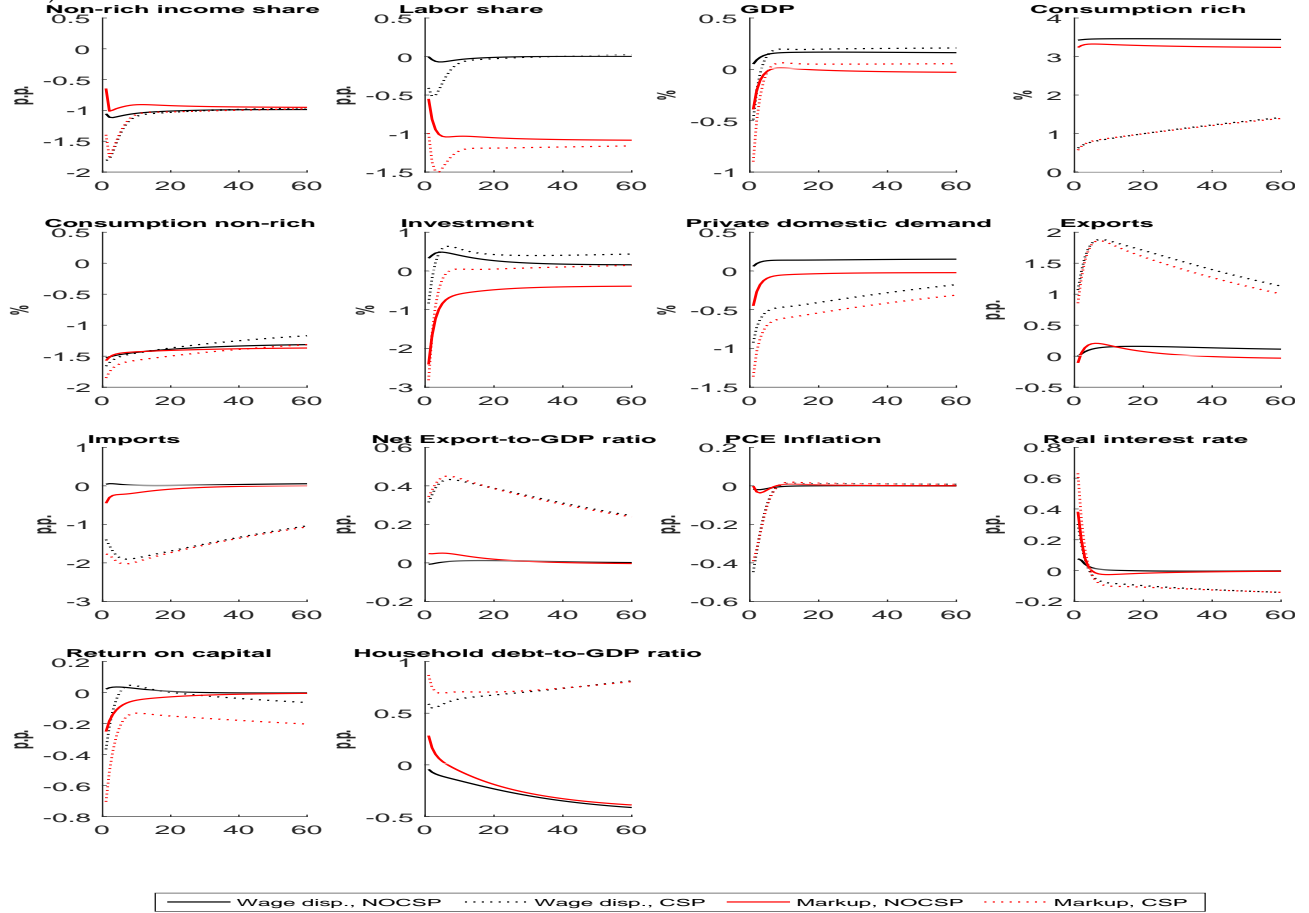 Non-rich income share
Labor share
GDP
Consumption rich
0.5
0
-0.5
-1
-1.5
-2
p.p.
0 20 40 60
0.5
0
-0.5
-1
-1.5
p.p.
0 20 40 60
0.5
0
-0.5
-1
%
0 20 40 60
4
3
2
1
0
%
0 20 40 60
Consumption non-rich
Investment
Private domestic demand
Exports
0.5
0
-0.5
-1
-1.5
-2
%
0 20 40 60
1
0
-1
-2
-3
%
0 20 40 60
0.5
0
-0.5
-1
-1.5
%
0 20 40 60
2
1.5
1
0.5
0
-0.5
p.p.
0 20 40 60
Imports
Net Export-to-GDP ratio
PCE Inflation
Real interest rate
1
0
-1
-2
-3
p.p.
0 20 40 60
0.6
0.4
0.2
0
-0.2
p.p.
0 20 40 60
0.2
0
-0.2
-0.4
-0.6
p.p.
0 20 40 60
0.8
0.6
0.4
0.2
0
-0.2
p.p.
0 20 40 60
Return on capital
Household debt-to-GDP ratio
0.2
0
-0.2
-0.4
-0.6
-0.8
p.p.
0 20 40 60
1
0.5
0
-0.5
p.p.
0 20 40 60
Wage disp., NOCSP Wage disp., CSP Markup, NOCSP Markup, CSP